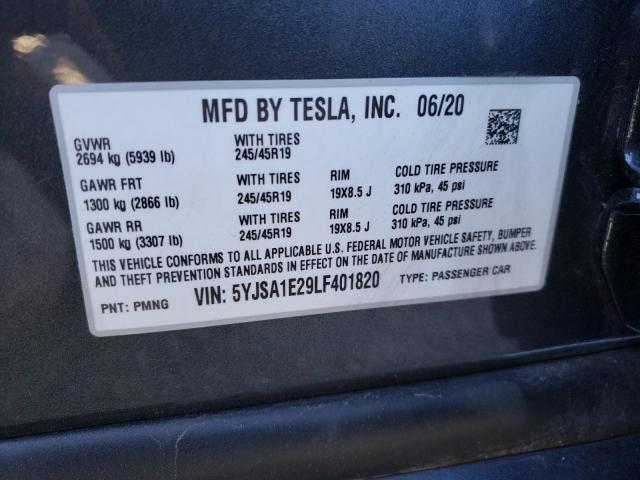 MFD BY TESLA, INC. 06/20
GVWR
2694 kg (5939 lb)
WITH TIRES
245/45R19
GAWR FRT
1300 kg (2866 lb)
WITH TIRES
245/45R19
RIM
19X8.5 J
COLD TIRE PRESSURE
310 kPa, 45 psi
GAWR RR
1500 kg (3307 lb)
WITH TIRES
245/45R19
RIM
19X8.5 J
COLD TIRE PRESSURE
310 kPa, 45 psi
THIS VEHICLE CONFORMS TO ALL APPLICABLE U.S. FEDERAL MOTOR VEHICLE SAFETY, BUMPER
AND THEFT PREVENTION STANDARDS IN EFFECT ON THE DATE OF MANUFACTURE SHOWN ABOVE.
PNT: PMNG
VIN: 5YJSA1E29LF401820
TYPE: PASSENGER CAR